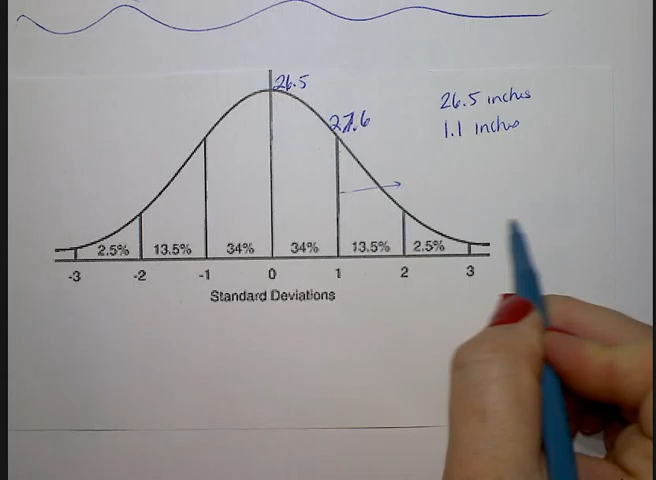 26.5
27.6
26.5 inches
1.1 inches
2.5% 13.5% 34% 34% 13.5% 2.5%
-3 -2 -1 0 1 2 3
Standard Deviations